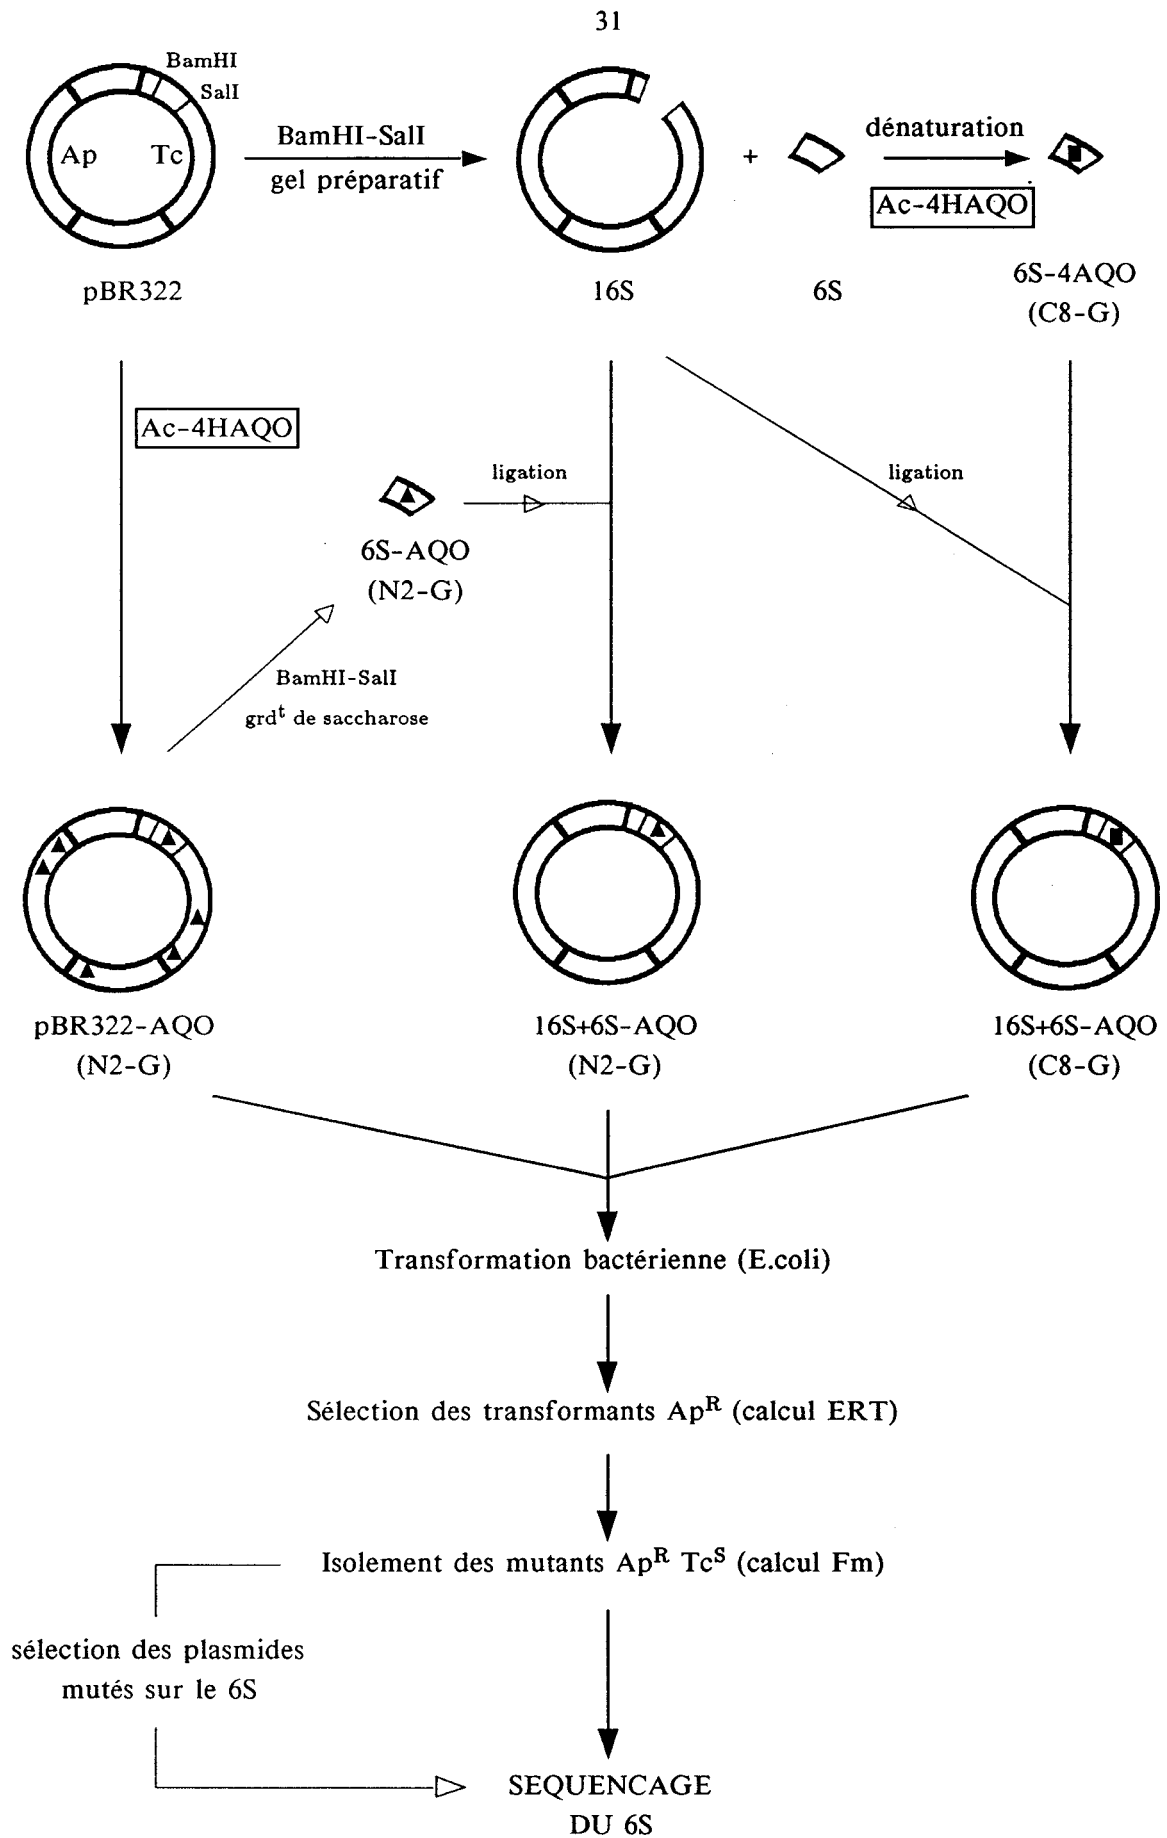 31
BamHI
SalI
Ap
Tc
BamHI-SalI
gel préparatif
+
dénaturation
Ac-4HAQO
pBR322
16S
6S
6S-4AQO
(C8-G)
Ac-4HAQO
ligation
ligation
6S-AQO
(N2-G)
BamHI-SalI
grdᵗ de saccharose
pBR322-AQO
(N2-G)
16S+6S-AQO
(N2-G)
16S+6S-AQO
(C8-G)
Transformation bactérienne (E.coli)
Sélection des transformants Apᴿ (calcul ERT)
Isolement des mutants Apᴿ Tcˢ (calcul Fm)
sélection des plasmides
mutés sur le 6S
SEQUENCAGE
DU 6S